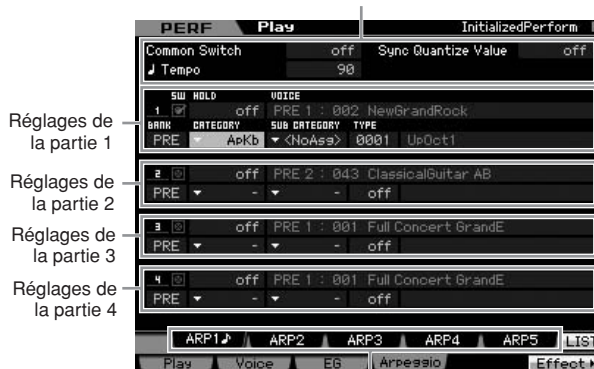 PERF Play InitializedPerform
Common Switch off Sync Quantize Value off
♩ Tempo 90
SW HOLD VOICE
1 off PRE 1 : 002 NewGrandRock
BANK CATEGORY SUB CATEGORY TYPE
PRE ApKb <NoAsg> 0001 UpOct1
Réglages de
la partie 1
2 off PRE 2 : 043 ClassicalGuitar AB
PRE - - off
Réglages de
la partie 2
3 off PRE 1 : 001 Full Concert GrandE
PRE - - off
Réglages de
la partie 3
4 off PRE 1 : 001 Full Concert GrandE
PRE - - off
Réglages de
la partie 4
ARP1♪ ARP2 ARP3 ARP4 ARP5 LIST
Play Voice EG Arpeggio Effect